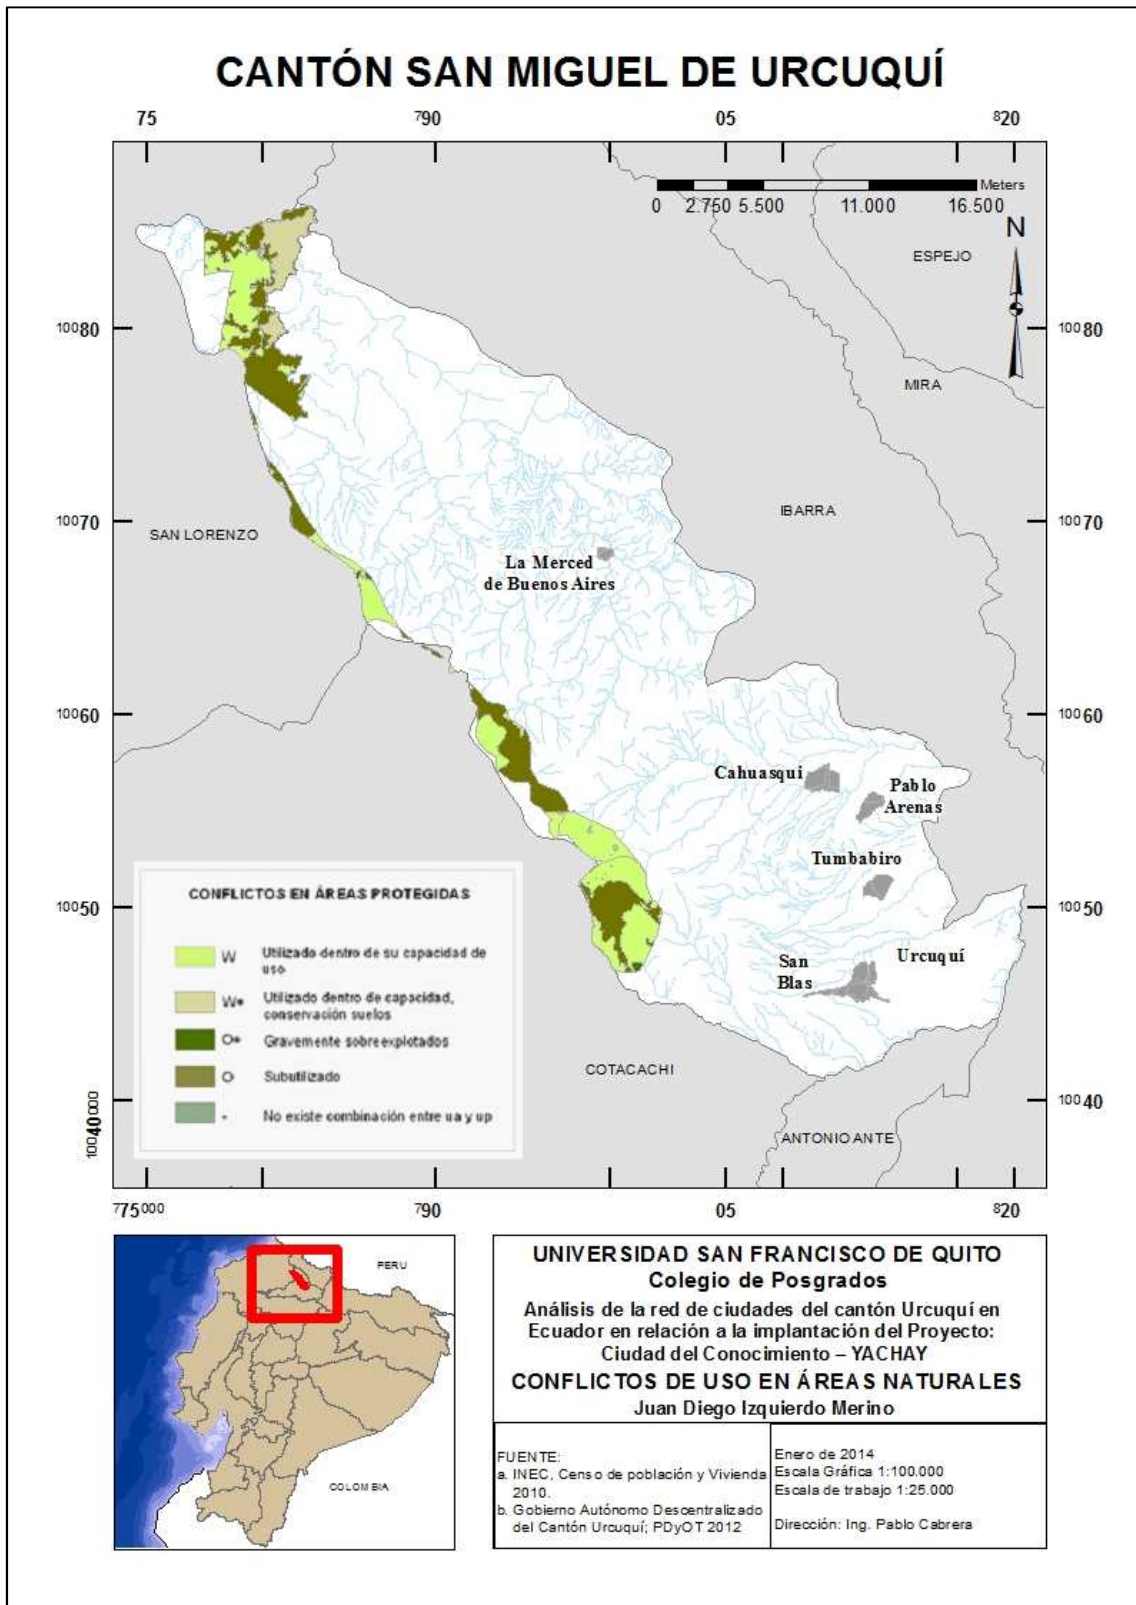 CANTÓN SAN MIGUEL DE URCUQUÍ
75 790 05 820
Meters
0 2.750 5.500 11.000 16.500
N
ESPEJO
10080 10080
MIRA
10070 10070
IBARRA
SAN LORENZO
La Merced
de Buenos Aires
10060 10060
Cahuasqui
Pablo
Arenas
Tumbabiro
10050 10050
Urcuquí
San
Blas
COTACACHI
10040000 10040
ANTONIO ANTE
CONFLICTOS EN ÁREAS PROTEGIDAS
W Utilizado dentro de su capacidad de
uso
W* Utilizado dentro de capacidad,
conservación suelos
O+ Gravemente sobreexplotados
O Subutilizado
- No existe combinación entre ua y up
775000 790 05 820
PERU
COLOMBIA
UNIVERSIDAD SAN FRANCISCO DE QUITO
Colegio de Posgrados
Análisis de la red de ciudades del cantón Urcuquí en
Ecuador en relación a la implantación del Proyecto:
Ciudad del Conocimiento – YACHAY
CONFLICTOS DE USO EN ÁREAS NATURALES
Juan Diego Izquierdo Merino
FUENTE:
a. INEC, Censo de población y Vivienda
2010.
b. Gobierno Autónomo Descentralizado
del Cantón Urcuquí; PDyOT 2012
Enero de 2014
Escala Gráfica 1:100.000
Escala de trabajo 1:25.000
Dirección: Ing. Pablo Cabrera